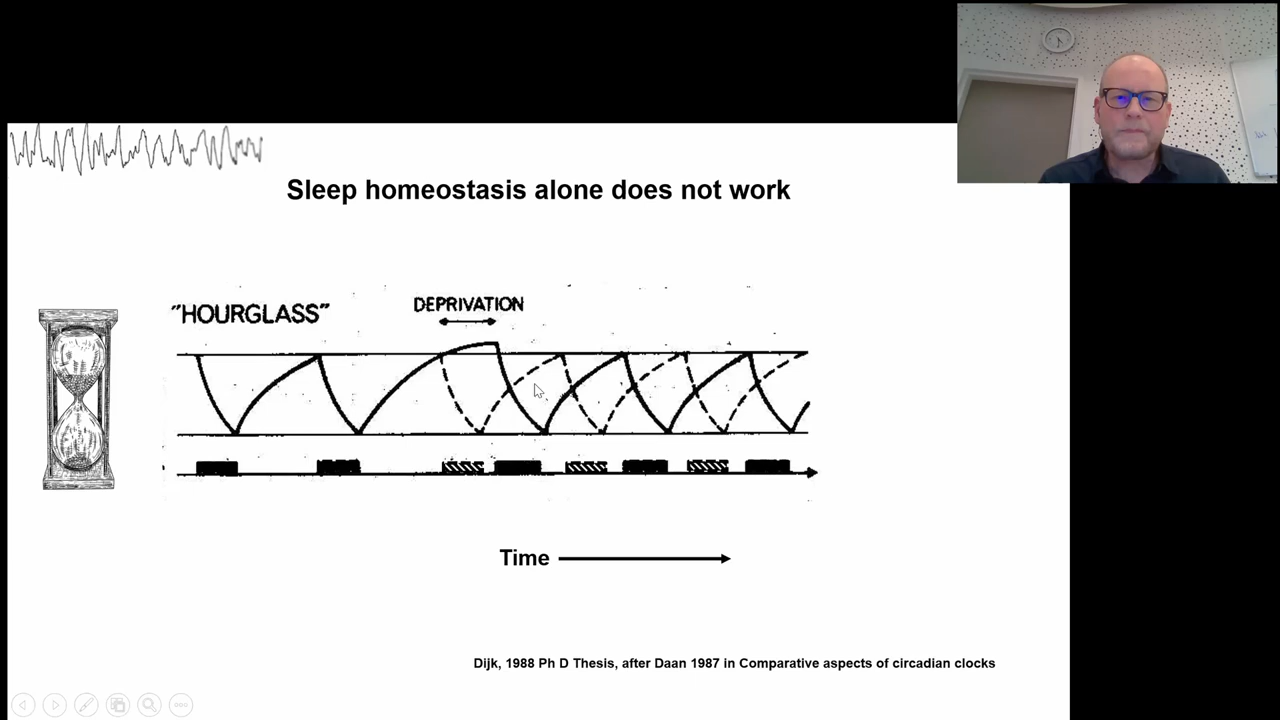 Sleep homeostasis alone does not work
"HOURGLASS"
DEPRIVATION
Time
Dijk, 1988 Ph D Thesis, after Daan 1987 in Comparative aspects of circadian clocks